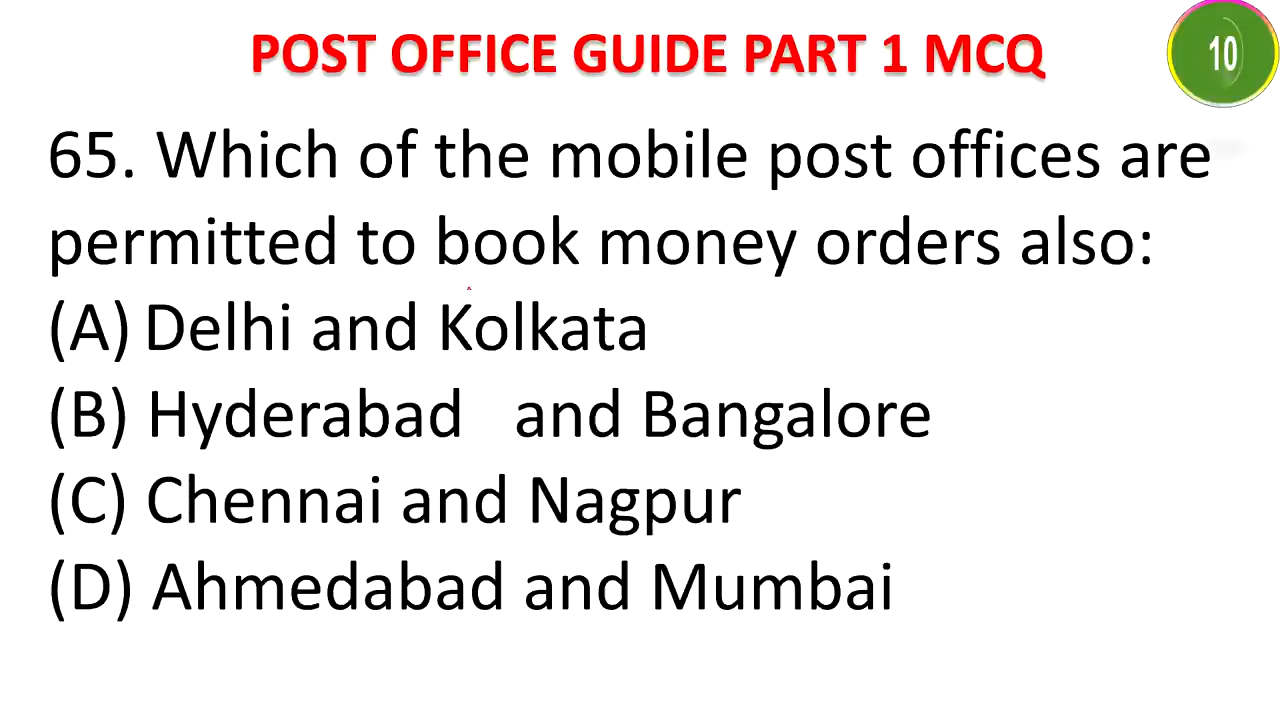 POST OFFICE GUIDE PART 1 MCQ
10
65. Which of the mobile post offices are
permitted to book money orders also:
(A) Delhi and Kolkata
(B) Hyderabad and Bangalore
(C) Chennai and Nagpur
(D) Ahmedabad and Mumbai